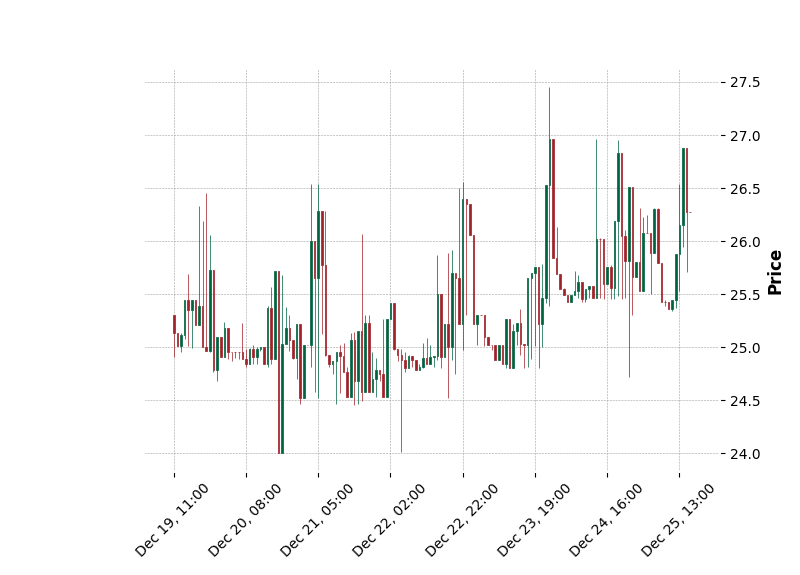 27.5
27.0
26.5
26.0
25.5
25.0
24.5
24.0
Price
Dec 19, 11:00
Dec 20, 08:00
Dec 21, 05:00
Dec 22, 02:00
Dec 22, 22:00
Dec 23, 19:00
Dec 24, 16:00
Dec 25, 13:00